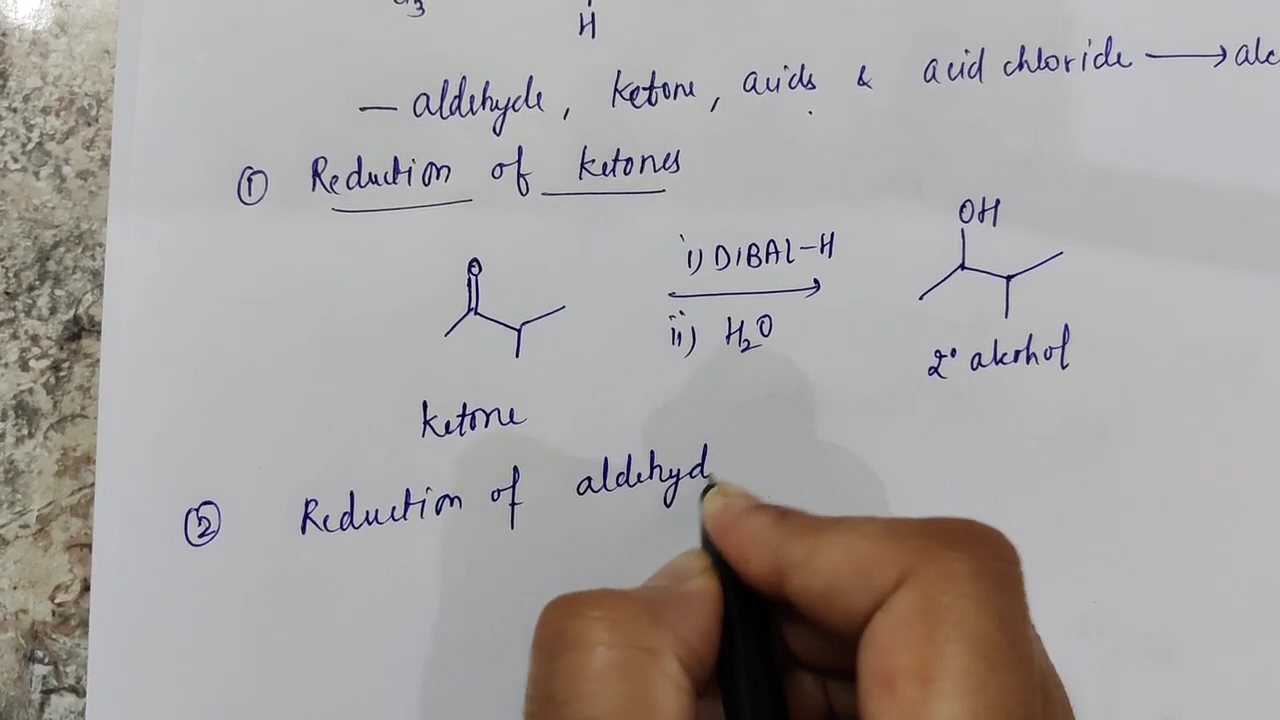 H
— aldehyde, ketone, acids & acid chloride ⟶ alc
① Reduction of ketones
OH
i) DIBAL-H
O
ii) H₂O
2° alcohol
ketone
② Reduction of aldehyd